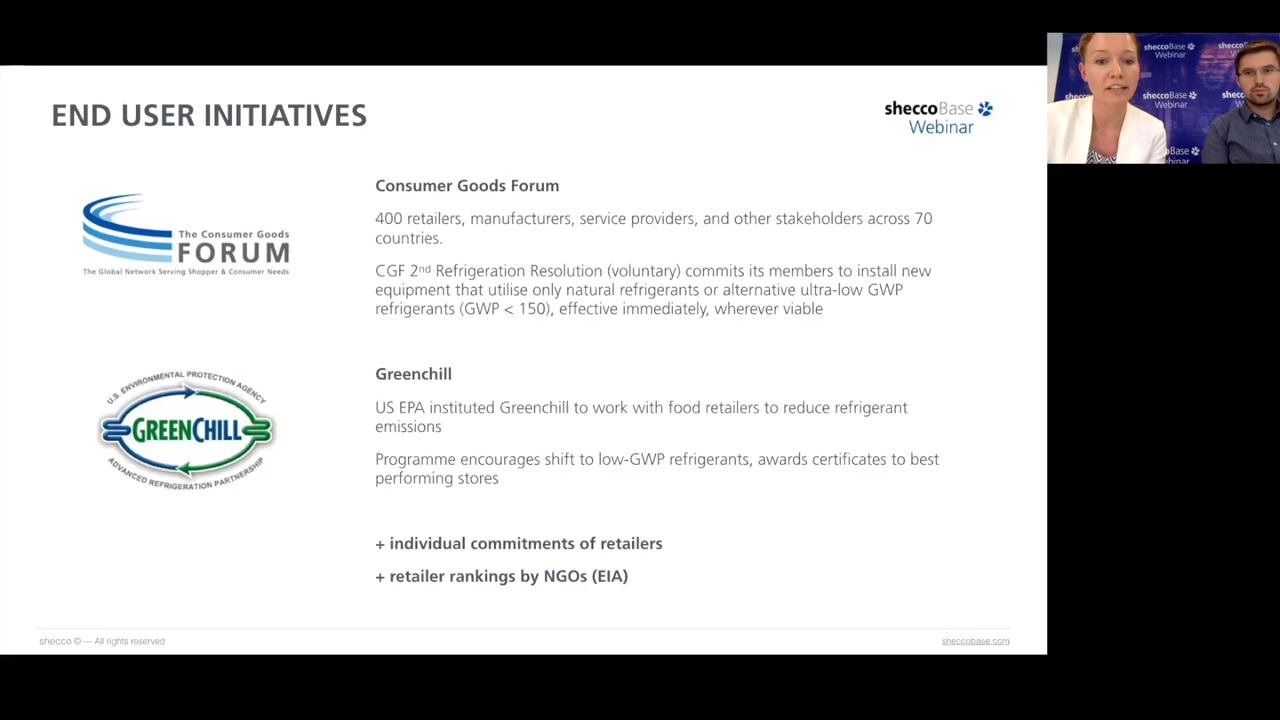 END USER INITIATIVES
sheccoBase
Webinar
The Consumer Goods
FORUM
The Global Network Serving Shopper & Consumer Needs
Consumer Goods Forum
400 retailers, manufacturers, service providers, and other stakeholders across 70
countries.
CGF 2nd Refrigeration Resolution (voluntary) commits its members to install new
equipment that utilise only natural refrigerants or alternative ultra-low GWP
refrigerants (GWP < 150), effective immediately, wherever viable
U.S. ENVIRONMENTAL PROTECTION AGENCY
GREENCHILL
ADVANCED REFRIGERATION PARTNERSHIP
Greenchill
US EPA instituted Greenchill to work with food retailers to reduce refrigerant
emissions
Programme encourages shift to low-GWP refrigerants, awards certificates to best
performing stores
+ individual commitments of retailers
+ retailer rankings by NGOs (EIA)
shecco © — All rights reserved
sheccobase.com
sheccoBase
Webinar
sheccoBase
Webinar